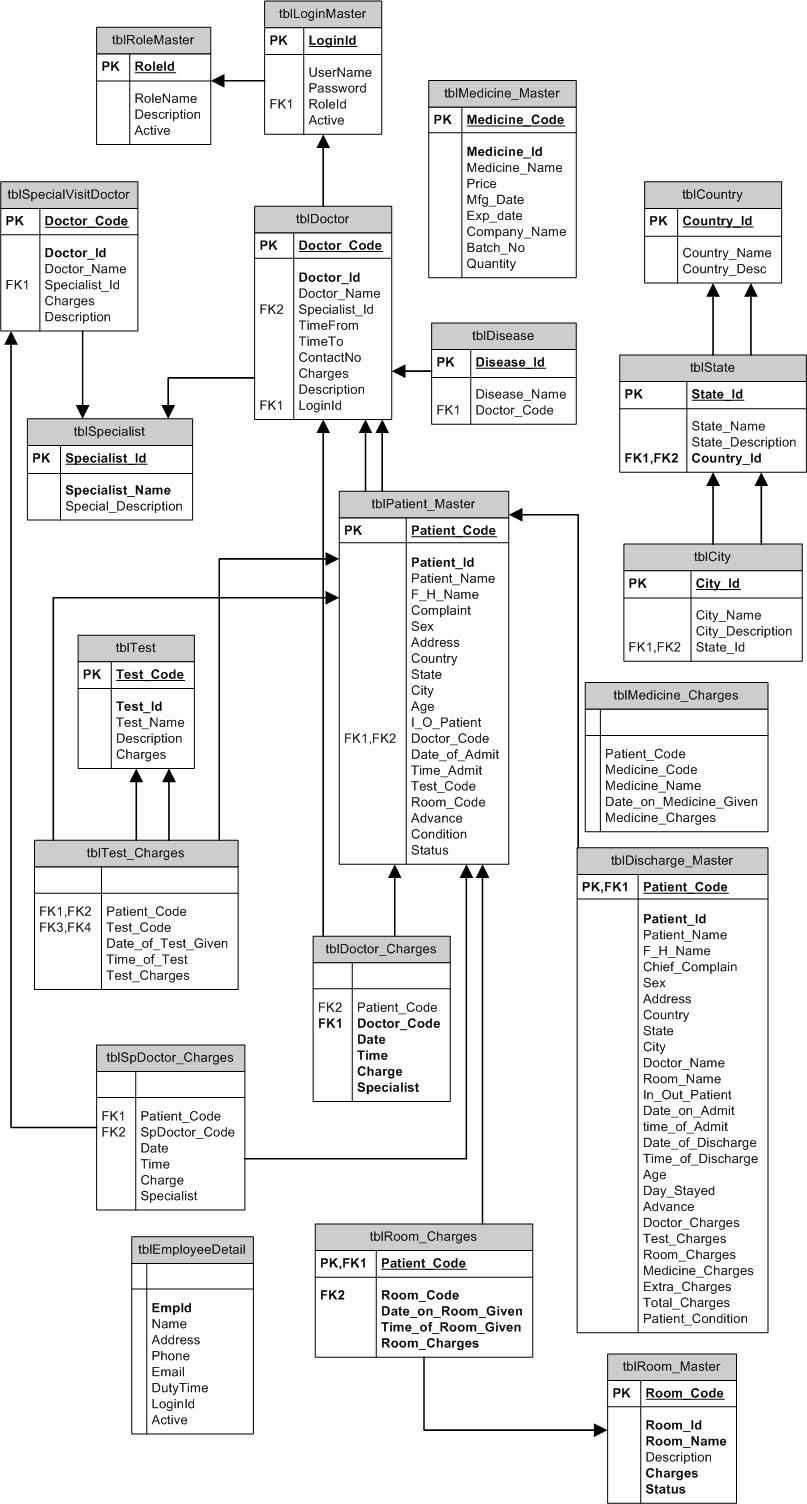 tblLoginMaster
PK LoginId
UserName
Password
FK1 RoleId
Active
tblRoleMaster
PK RoleId
RoleName
Description
Active
tblMedicine_Master
PK Medicine_Code
Medicine_Id
Medicine_Name
Price
Mfg_Date
Exp_date
Company_Name
Batch_No
Quantity
tblSpecialVisitDoctor
PK Doctor_Code
Doctor_Id
Doctor_Name
FK1 Specialist_Id
Charges
Description
tblDoctor
PK Doctor_Code
Doctor_Id
Doctor_Name
FK2 Specialist_Id
TimeFrom
TimeTo
ContactNo
Charges
Description
FK1 LoginId
tblCountry
PK Country_Id
Country_Name
Country_Desc
tblDisease
PK Disease_Id
Disease_Name
FK1 Doctor_Code
tblState
PK State_Id
State_Name
State_Description
FK1,FK2 Country_Id
tblSpecialist
PK Specialist_Id
Specialist_Name
Special_Description
tblPatient_Master
PK Patient_Code
Patient_Id
Patient_Name
F_H_Name
Complaint
Sex
Address
Country
State
City
Age
I_O_Patient
FK1,FK2 Doctor_Code
Date_of_Admit
Time_Admit
Test_Code
Room_Code
Advance
Condition
Status
tblCity
PK City_Id
City_Name
City_Description
FK1,FK2 State_Id
tblTest
PK Test_Code
Test_Id
Test_Name
Description
Charges
tblMedicine_Charges
Patient_Code
Medicine_Code
Medicine_Name
Date_on_Medicine_Given
Medicine_Charges
tblTest_Charges
FK1,FK2 Patient_Code
FK3,FK4 Test_Code
Date_of_Test_Given
Time_of_Test
Test_Charges
tblDischarge_Master
PK,FK1 Patient_Code
Patient_Id
Patient_Name
F_H_Name
Chief_Complain
Sex
Address
Country
State
City
Doctor_Name
Room_Name
In_Out_Patient
Date_on_Admit
time_of_Admit
Date_of_Discharge
Time_of_Discharge
Age
Day_Stayed
Advance
Doctor_Charges
Test_Charges
Room_Charges
Medicine_Charges
Extra_Charges
Total_Charges
Patient_Condition
tblDoctor_Charges
FK2 Patient_Code
FK1 Doctor_Code
Date
Time
Charge
Specialist
tblSpDoctor_Charges
FK1 Patient_Code
FK2 SpDoctor_Code
Date
Time
Charge
Specialist
tblEmployeeDetail
EmpId
Name
Address
Phone
Email
DutyTime
LoginId
Active
tblRoom_Charges
PK,FK1 Patient_Code
FK2 Room_Code
Date_on_Room_Given
Time_of_Room_Given
Room_Charges
tblRoom_Master
PK Room_Code
Room_Id
Room_Name
Description
Charges
Status